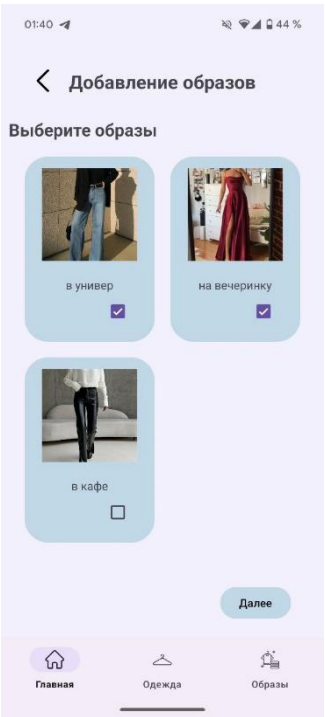 01:40 44 %
Добавление образов
Выберите образы
в универ на вечеринку
в кафе
Далее
Главная Одежда Образы